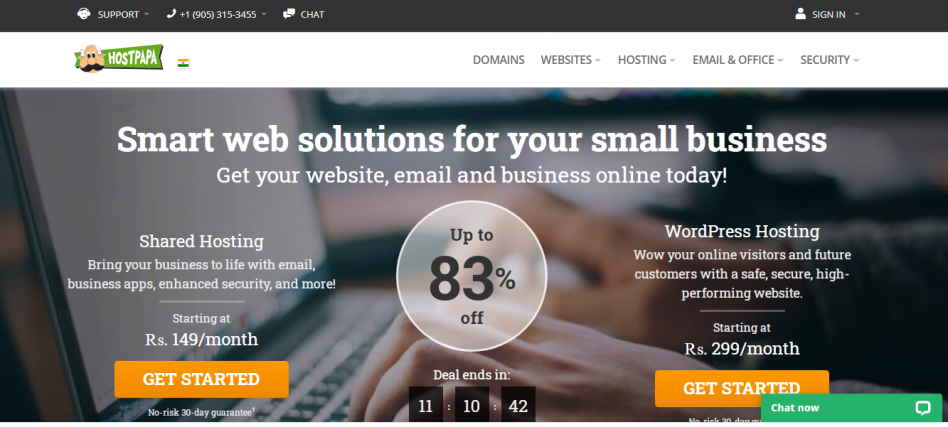 SUPPORT
+1 (905) 315-3455
CHAT
SIGN IN
HOSTPAPA
DOMAINS
WEBSITES
HOSTING
EMAIL & OFFICE
SECURITY
Smart web solutions for your small business
Get your website, email and business online today!
Shared Hosting
Bring your business to life with email,
business apps, enhanced security, and more!
Starting at
Rs. 149/month
GET STARTED
No-risk 30-day guarantee†
Up to
83%
off
Deal ends in:
11 : 10 : 42
WordPress Hosting
Wow your online visitors and future
customers with a safe, secure, high-
performing website.
Starting at
Rs. 299/month
GET STARTED
No-risk 30-day
Chat now